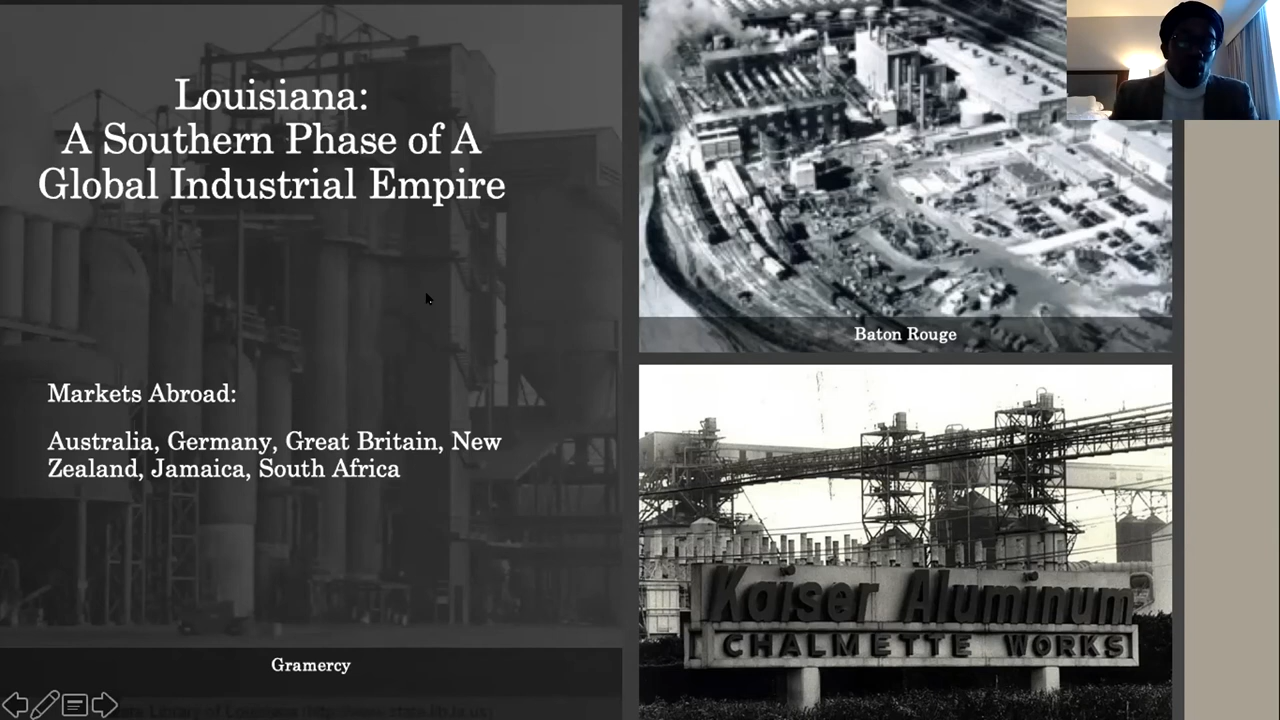 Louisiana:
A Southern Phase of A
Global Industrial Empire
Markets Abroad:
Australia, Germany, Great Britain, New
Zealand, Jamaica, South Africa
Gramercy
Baton Rouge
Kaiser Aluminum
CHALMETTE WORKS